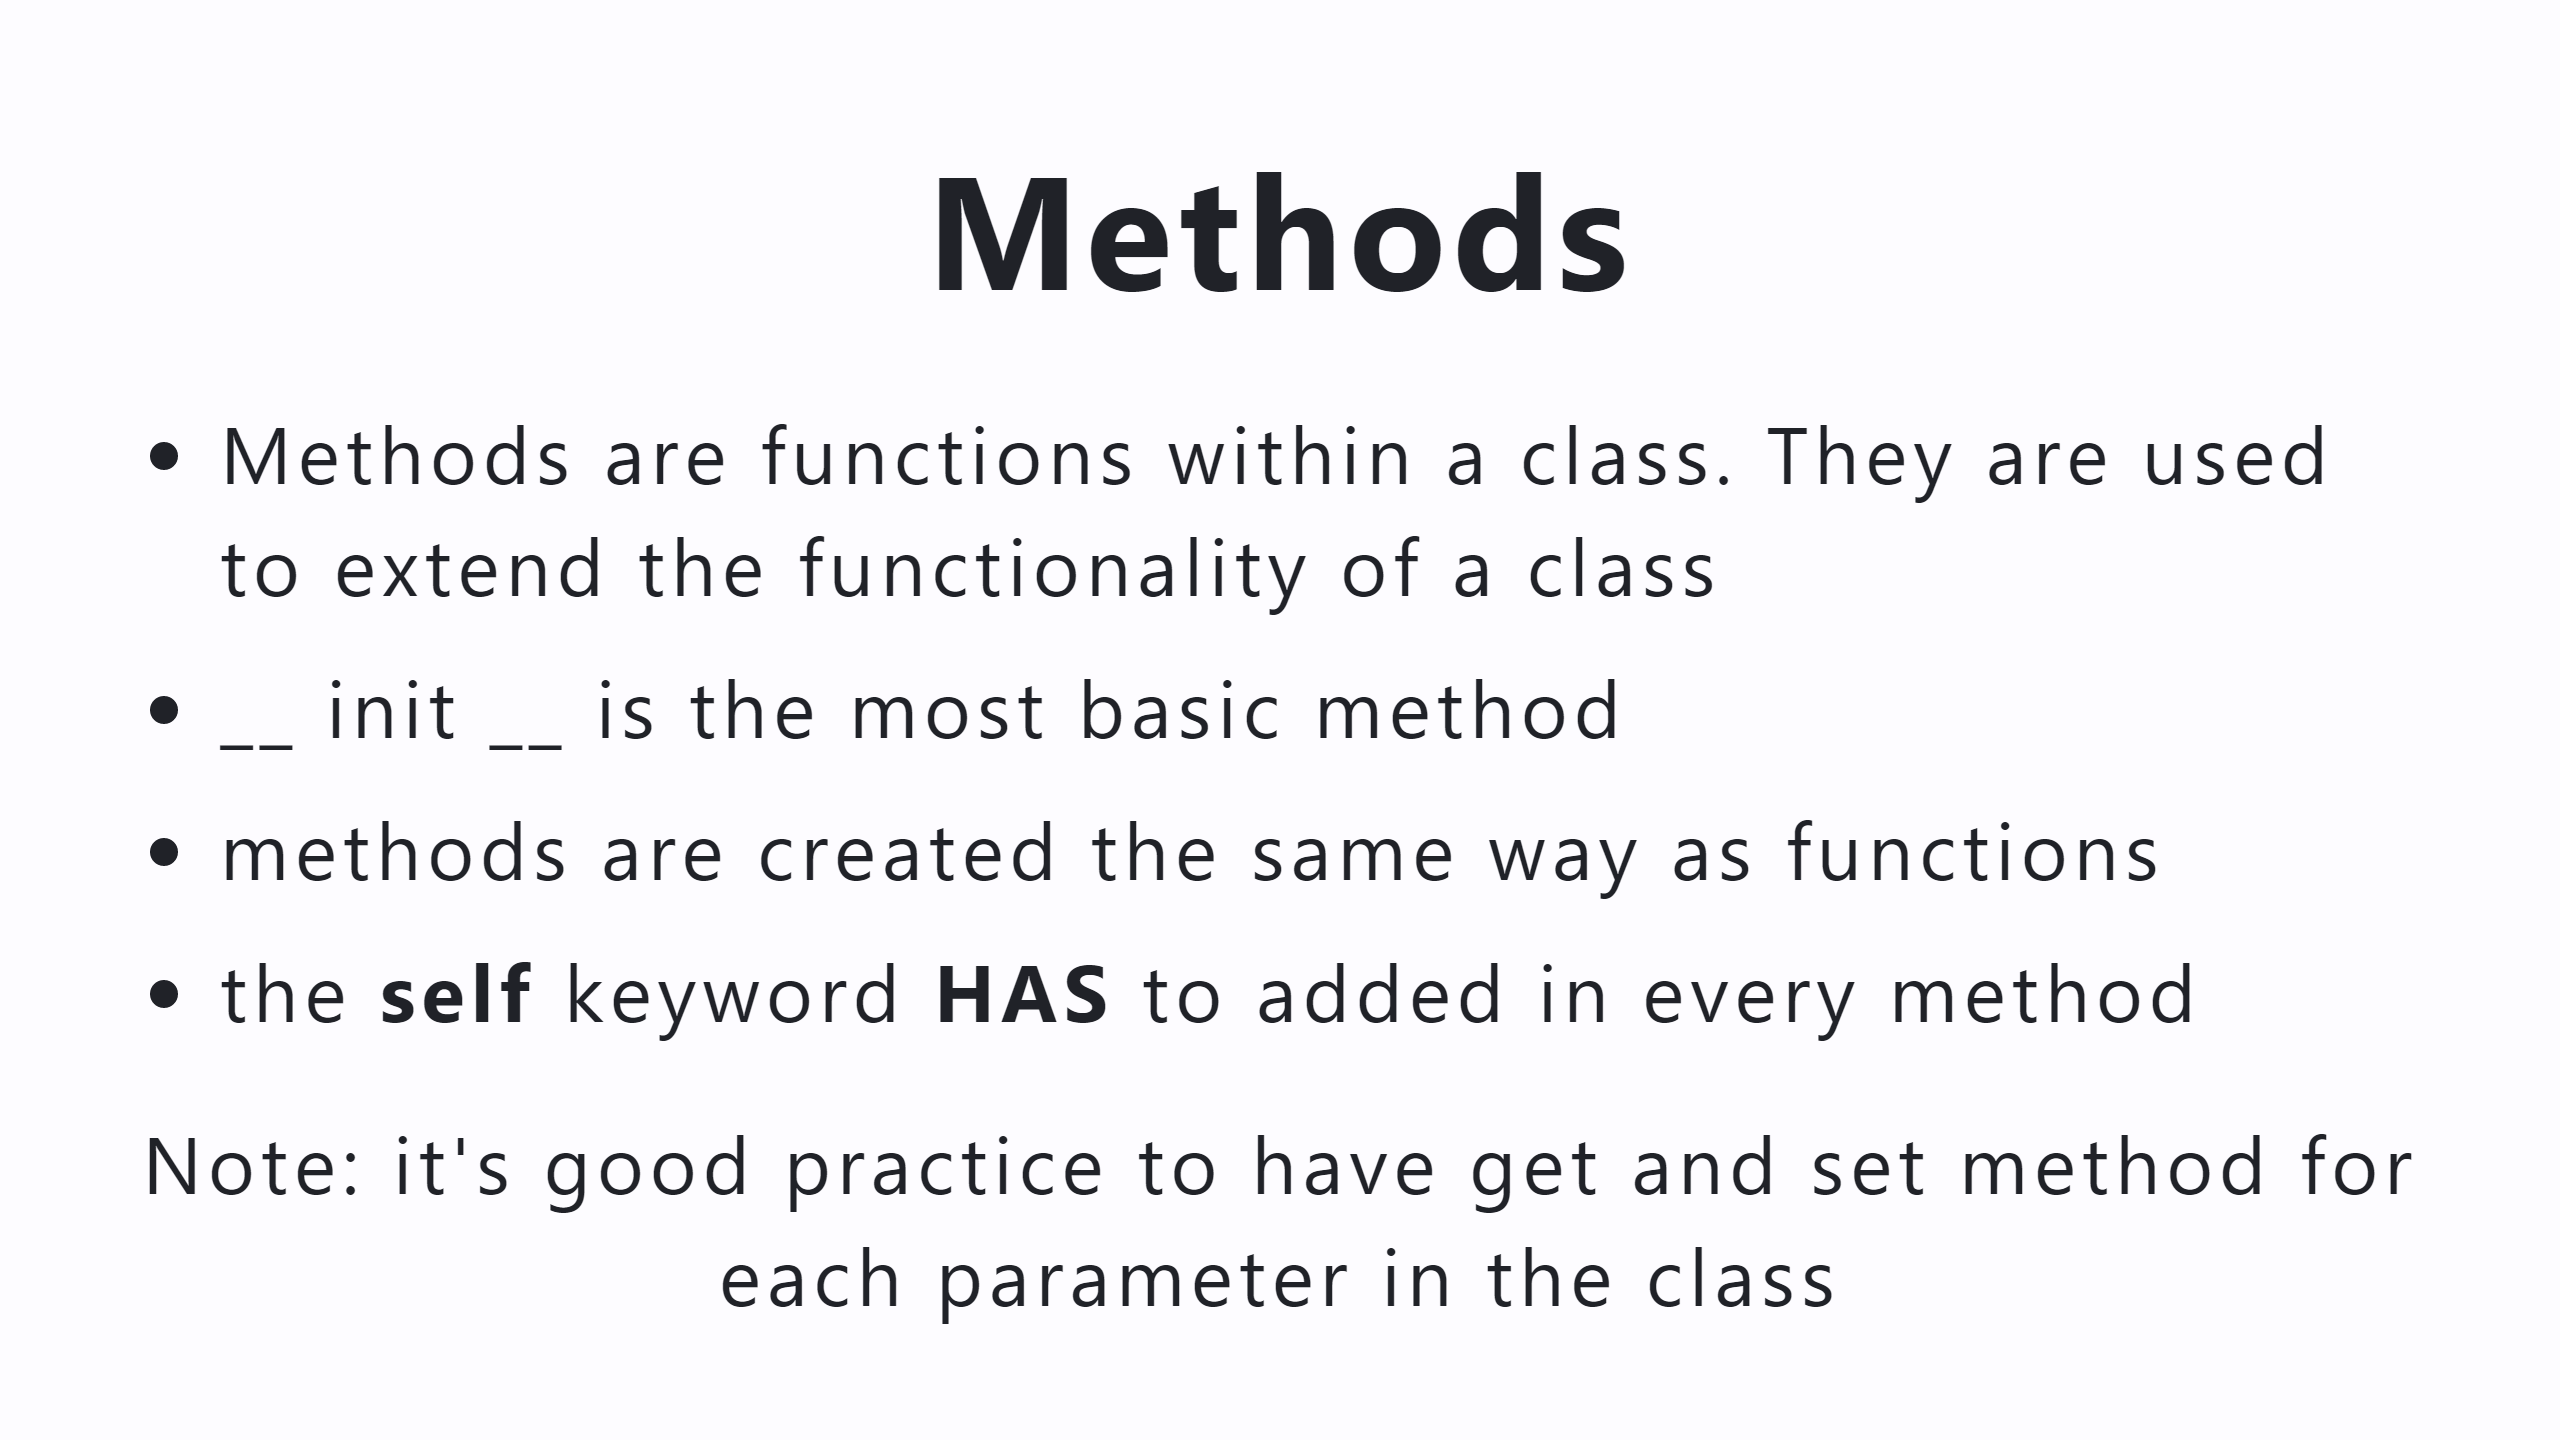 Methods
• Methods are functions within a class. They are used
to extend the functionality of a class
• __ init __ is the most basic method
• methods are created the same way as functions
• the self keyword HAS to added in every method
Note: it's good practice to have get and set method for
each parameter in the class